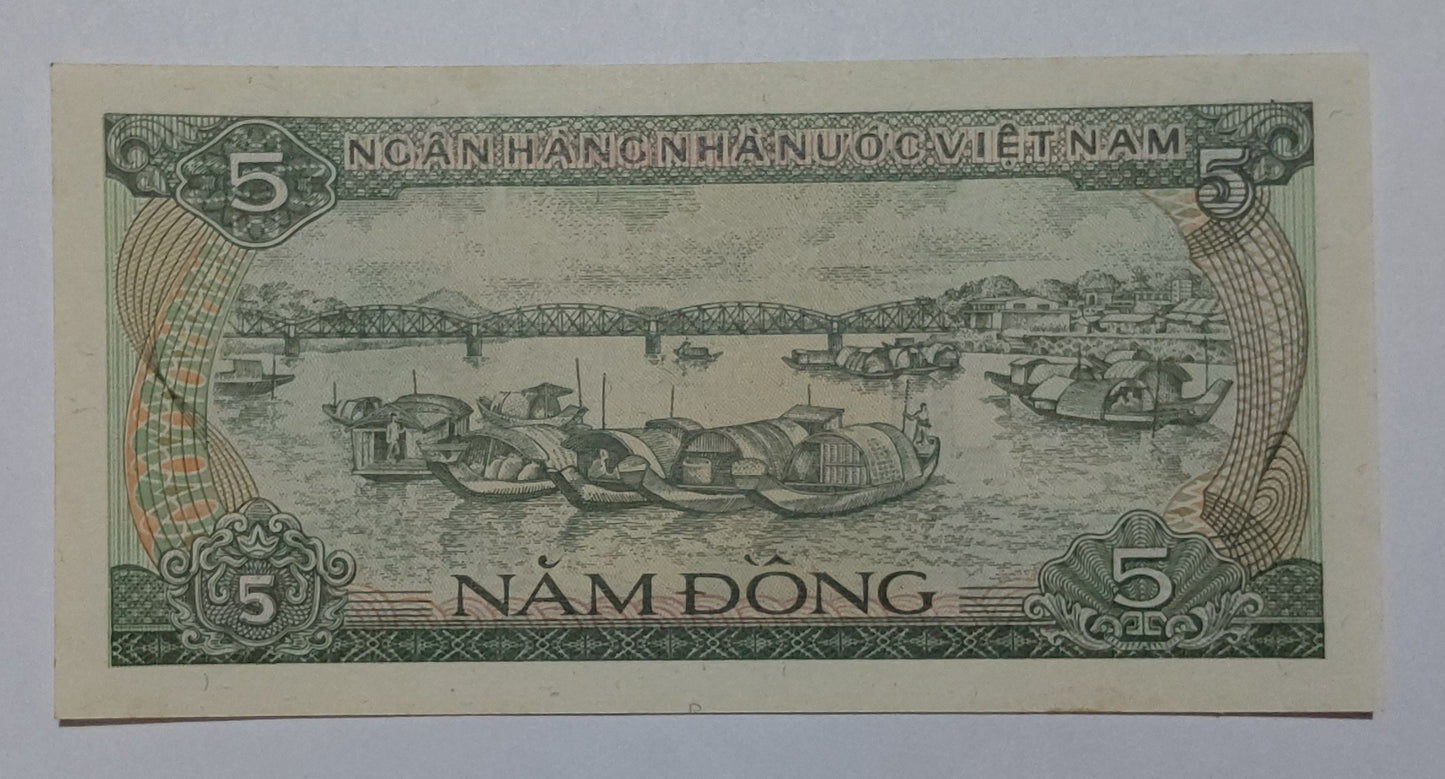 5 NGÂN HÀNG NHÀ NƯỚC VIỆT NAM 5
5 NĂM ĐỒNG 5